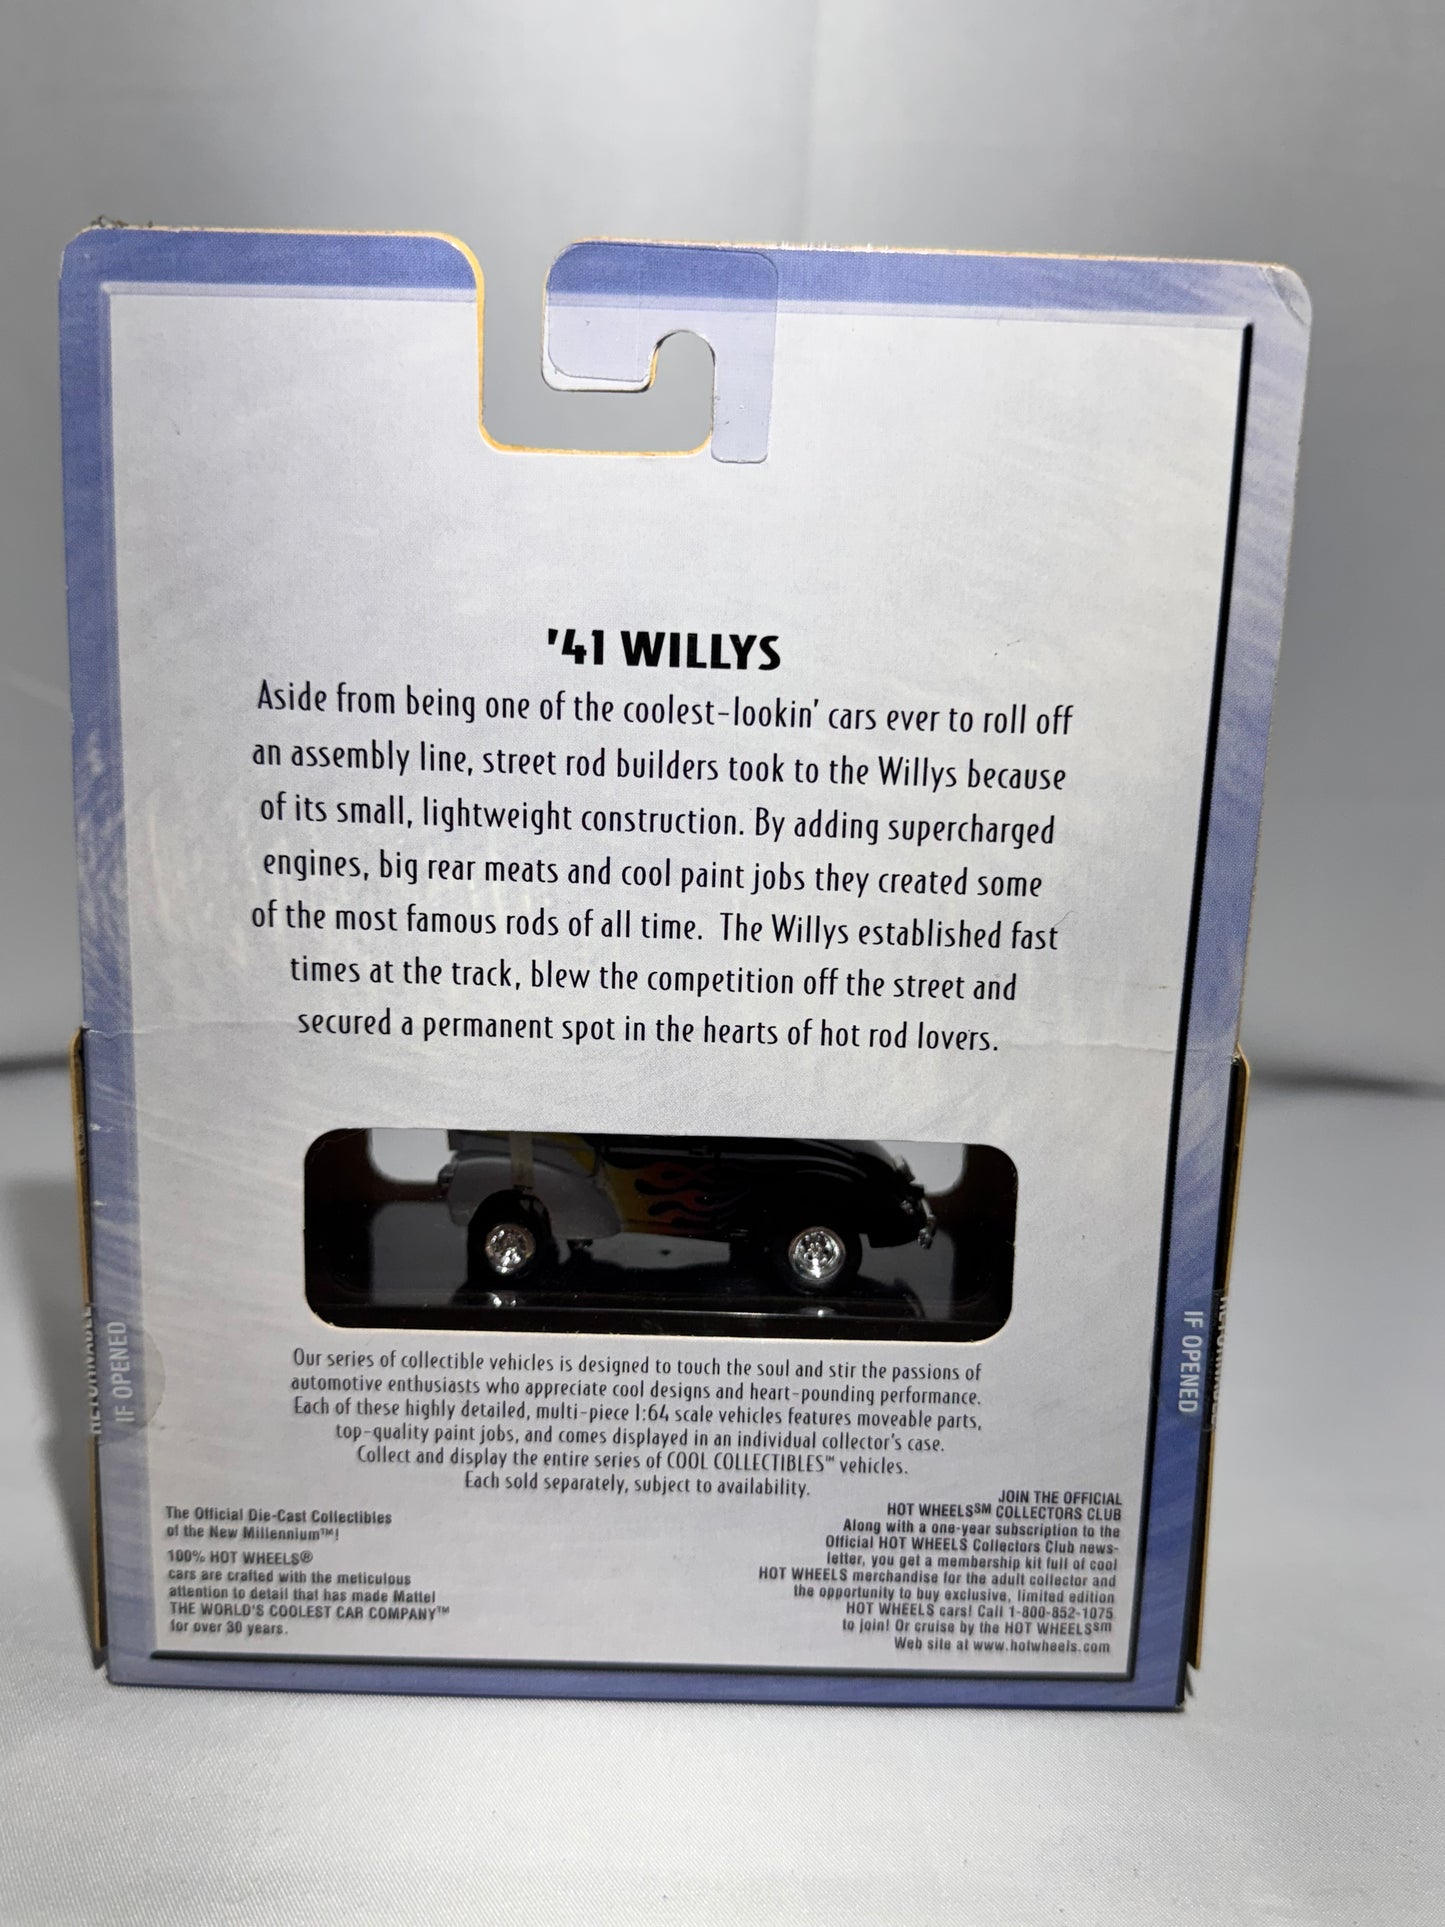 '41 WILLYS
Aside from being one of the coolest-lookin' cars ever to roll off
an assembly line, street rod builders took to the Willys because
of its small, lightweight construction. By adding supercharged
engines, big rear meats and cool paint jobs they created some
of the most famous rods of all time. The Willys established fast
times at the track, blew the competition off the street and
secured a permanent spot in the hearts of hot rod lovers.
IF OPENED
IF OPENED
Our series of collectible vehicles is designed to touch the soul and stir the passions of
automotive enthusiasts who appreciate cool designs and heart-pounding performance.
Each of these highly detailed, multi-piece 1:64 scale vehicles features moveable parts,
top-quality paint jobs, and comes displayed in an individual collector's case.
Collect and display the entire series of COOL COLLECTIBLES™ vehicles.
Each sold separately, subject to availability.
The Official Die-Cast Collectibles
of the New Millennium™!
100% HOT WHEELS®
cars are crafted with the meticulous
attention to detail that has made Mattel
THE WORLD'S COOLEST CAR COMPANY™
for over 30 years.
JOIN THE OFFICIAL
HOT WHEELSSM COLLECTORS CLUB
Along with a one-year subscription to the
Official HOT WHEELS Collectors Club news-
letter, you get a membership kit full of cool
HOT WHEELS merchandise for the adult collector and
the opportunity to buy exclusive, limited edition
HOT WHEELS cars! Call 1-800-852-1075
to join! Or cruise by the HOT WHEELSsm
Web site at www.hotwheels.com